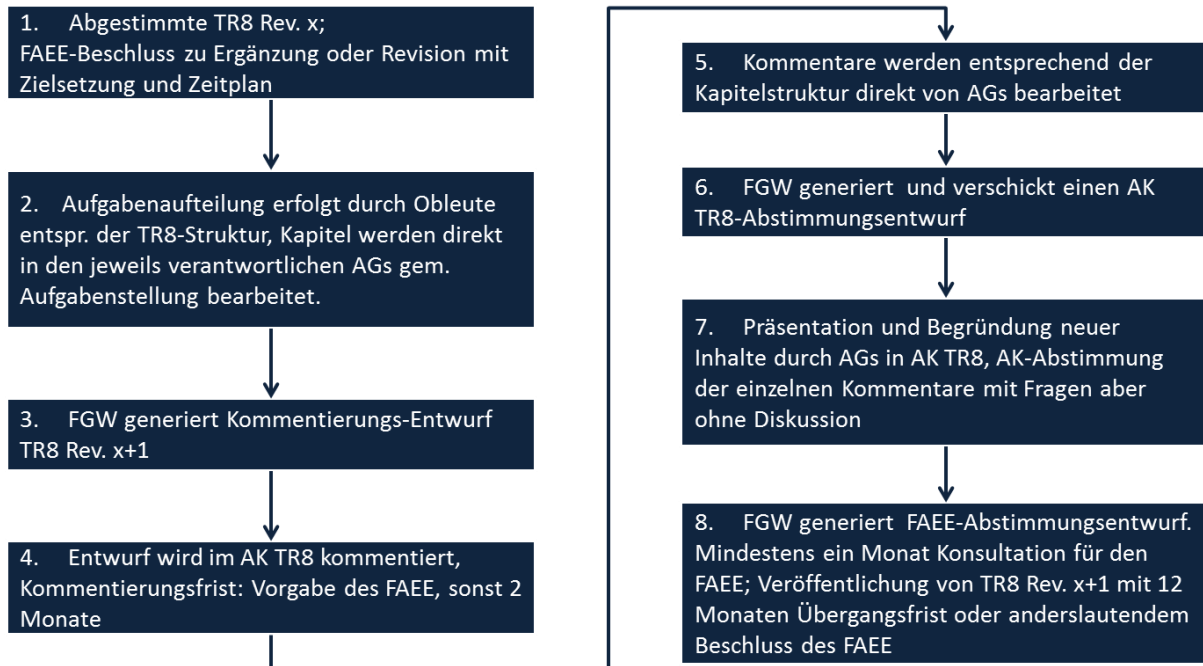 1. Abgestimmte TR8 Rev. x;
FAEE-Beschluss zu Ergänzung oder Revision mit
Zielsetzung und Zeitplan
2. Aufgabenaufteilung erfolgt durch Obleute
entspr. der TR8-Struktur, Kapitel werden direkt
in den jeweils verantwortlichen AGs gem.
Aufgabenstellung bearbeitet.
3. FGW generiert Kommentierungs-Entwurf
TR8 Rev. x+1
4. Entwurf wird im AK TR8 kommentiert,
Kommentierungsfrist: Vorgabe des FAEE, sonst 2
Monate
5. Kommentare werden entsprechend der
Kapitelstruktur direkt von AGs bearbeitet
6. FGW generiert und verschickt einen AK
TR8-Abstimmungsentwurf
7. Präsentation und Begründung neuer
Inhalte durch AGs in AK TR8, AK-Abstimmung
der einzelnen Kommentare mit Fragen aber
ohne Diskussion
8. FGW generiert FAEE-Abstimmungsentwurf.
Mindestens ein Monat Konsultation für den
FAEE; Veröffentlichung von TR8 Rev. x+1 mit 12
Monaten Übergangsfrist oder anderslautendem
Beschluss des FAEE